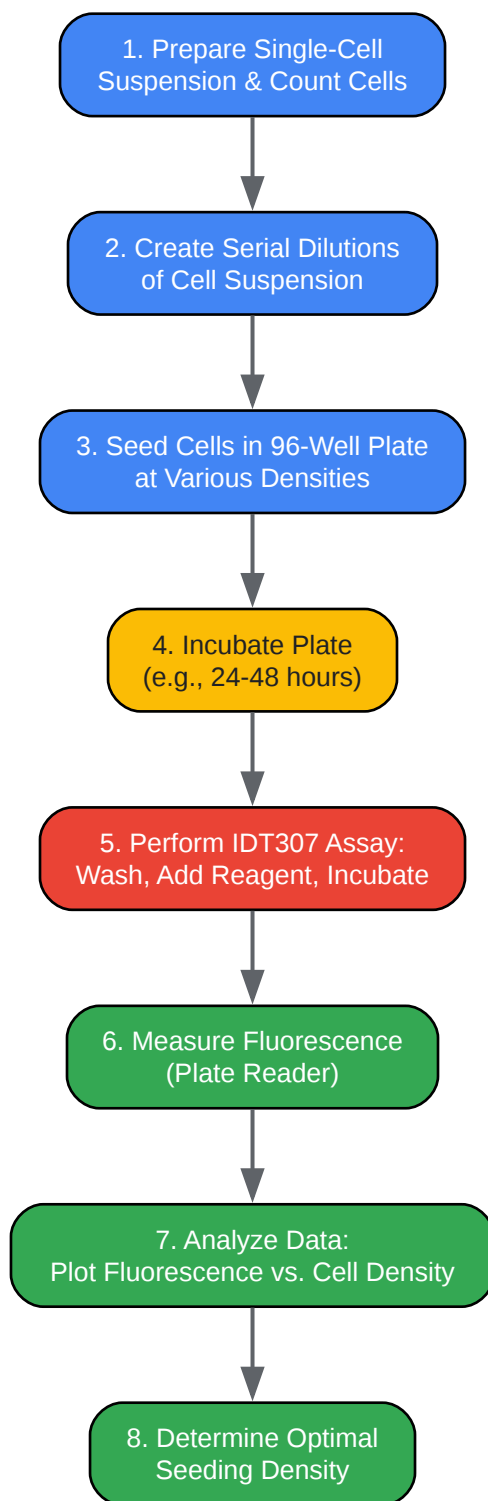 1. Prepare Single-Cell
Suspension & Count Cells
2. Create Serial Dilutions
of Cell Suspension
3. Seed Cells in 96-Well Plate
at Various Densities
4. Incubate Plate
(e.g., 24-48 hours)
5. Perform IDT307 Assay:
Wash, Add Reagent, Incubate
6. Measure Fluorescence
(Plate Reader)
7. Analyze Data:
Plot Fluorescence vs. Cell Density
8. Determine Optimal
Seeding Density